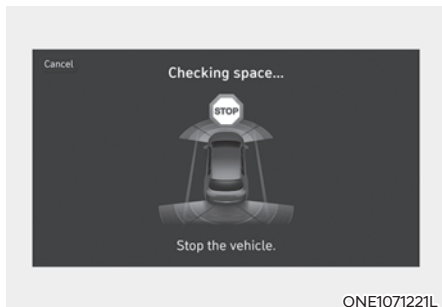 Cancel
Checking space...
STOP
Stop the vehicle.
ONE1071221L